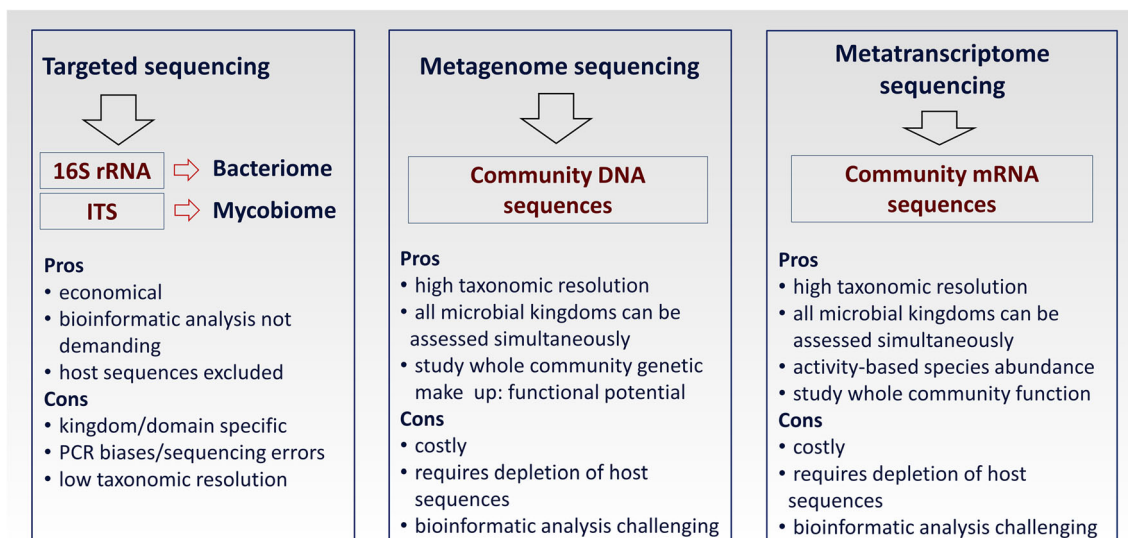 Targeted sequencing
16S rRNA
Bacteriome
ITS
Mycobiome
Pros
• economical
• bioinformatic analysis not
demanding
• host sequences excluded
Cons
• kingdom/domain specific
• PCR biases/sequencing errors
• low taxonomic resolution
Metagenome sequencing
Community DNA
sequences
Pros
• high taxonomic resolution
• all microbial kingdoms can be
assessed simultaneously
• study whole community genetic
make up: functional potential
Cons
• costly
• requires depletion of host
sequences
• bioinformatic analysis challenging
Metatranscriptome
sequencing
Community mRNA
sequences
Pros
• high taxonomic resolution
• all microbial kingdoms can be
assessed simultaneously
• activity-based species abundance
• study whole community function
Cons
• costly
• requires depletion of host
sequences
• bioinformatic analysis challenging